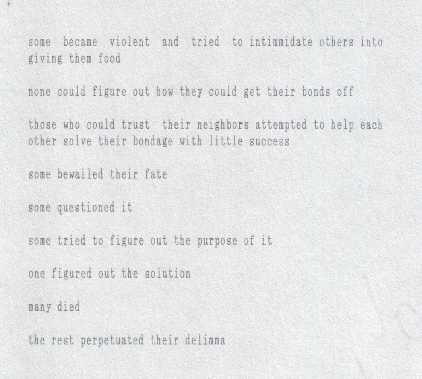 some became violent and tried to intimmidate others into
giving them food
none could figure out how they could get their bonds off
those who could trust their neighbors attempted to help each
other solve their bondage with little success
some bewailed their fate
some questioned it
some tried to figure out the purpose of it
one figured out the solution
many died
the rest perpetuated their delimna